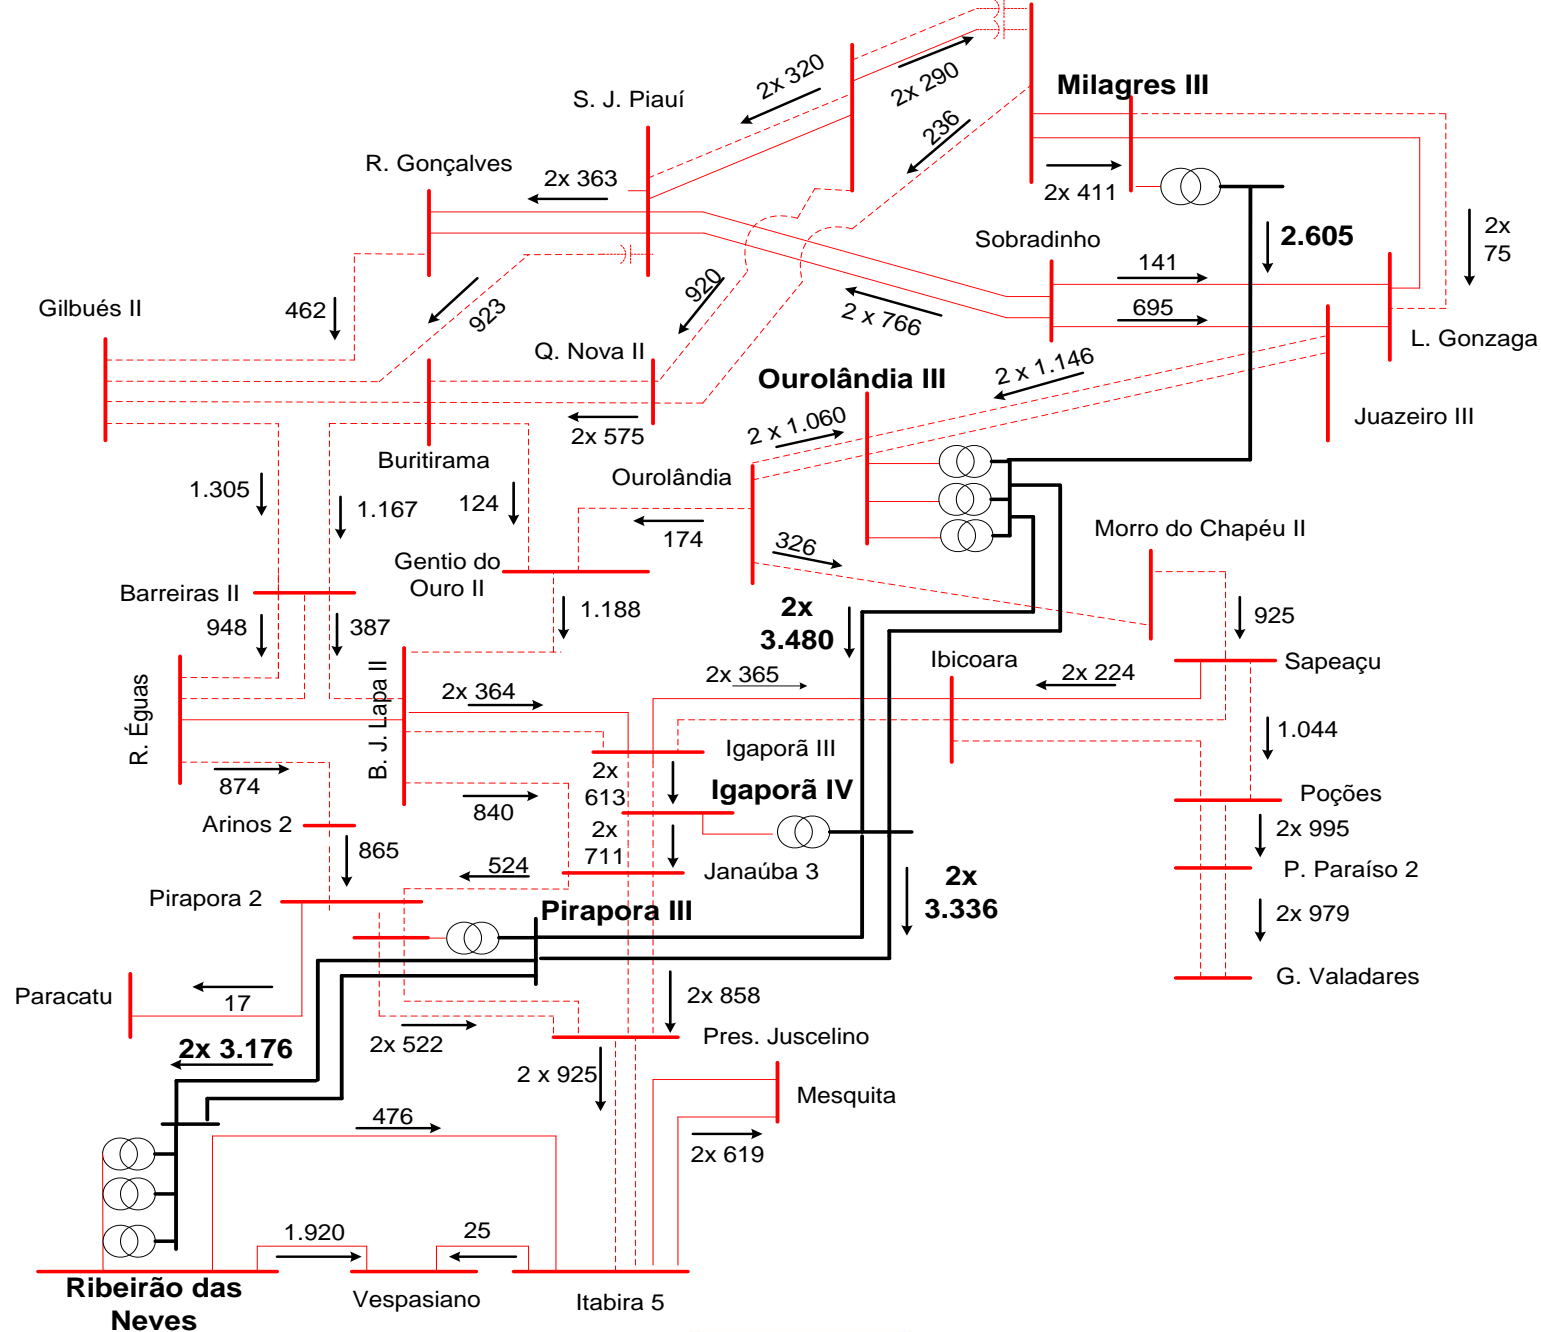 2x 320
2x 290
Milagres III
S. J. Piauí
236
R. Gonçalves
2x 363
2x 411
2.605
2x
75
Sobradinho
141
695
2 x 766
Gilbués II
462
923
920
L. Gonzaga
Q. Nova II
Ourolândia III
2 x 1.146
Juazeiro III
2x 575
2 x 1.060
Buritirama
Ourolândia
1.305
1.167
124
174
326
Morro do Chapéu II
Gentio do
Ouro II
Barreiras II
948
387
1.188
2x
3.480
925
Ibicoara
Sapeaçu
2x 365
2x 224
2x 364
R. Éguas
B. J. Lapa II
Igaporã III
1.044
874
2x
613
Igaporã IV
840
Poções
Arinos 2
2x
711
2x 995
865
524
Janaúba 3
P. Paraíso 2
Pirapora 2
Pirapora III
2x
3.336
2x 979
G. Valadares
Paracatu
17
2x 858
2x 522
Pres. Juscelino
2x 3.176
2 x 925
Mesquita
476
2x 619
1.920
25
Ribeirão das
Neves
Vespasiano
Itabira 5